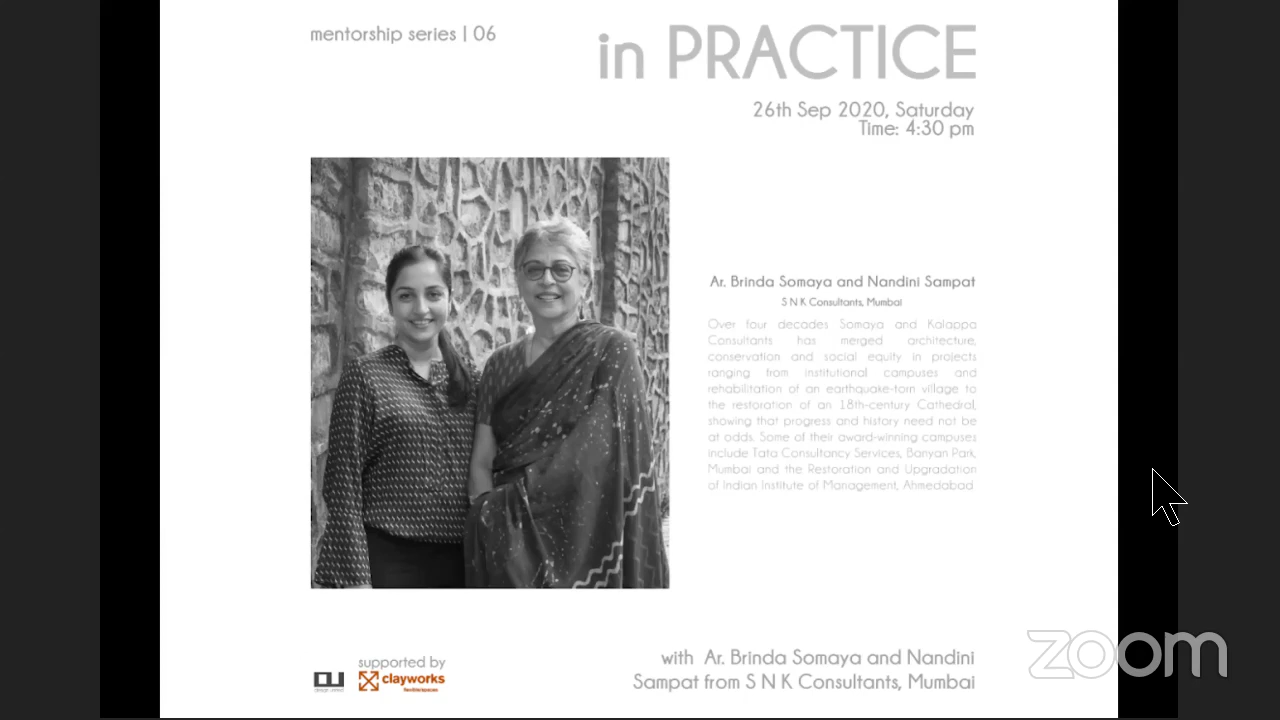 mentorship series | 06
in PRACTICE
26th Sep 2020, Saturday
Time: 4:30 pm
Ar. Brinda Somaya and Nandini Sampat
S N K Consultants, Mumbai
Over four decades Somaya and Kalappa
Consultants has merged architecture,
conservation and social equity in projects
ranging from institutional campuses and
rehabilitation of an earthquake-torn village to
the restoration of an 18th-century Cathedral,
showing that progress and history need not be
at odds. Some of their award-winning campuses
include Tata Consultancy Services, Banyan Park,
Mumbai and the Restoration and Upgradation
of Indian Institute of Management, Ahmedabad
supported by
clayworks
with Ar. Brinda Somaya and Nandini
Sampat from S N K Consultants, Mumbai
zoom